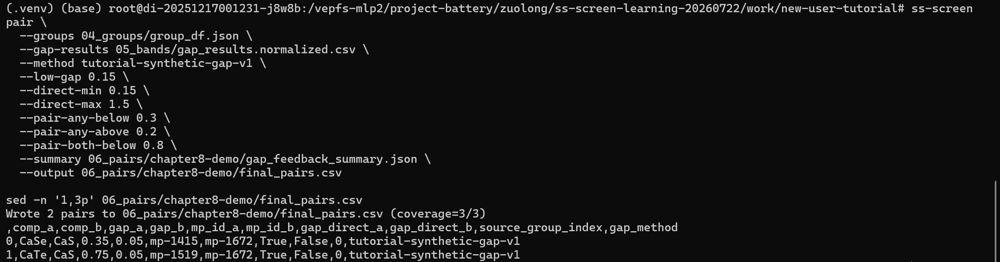 (.venv) (base) root@di-20251217001231-j8w8b:/vepfs-mlp2/project-battery/zuolong/ss-screen-learning-20260722/work/new-user-tutorial# ss-screen
pair \
  --groups 04_groups/group_df.json \
  --gap-results 05_bands/gap_results.normalized.csv \
  --method tutorial-synthetic-gap-v1 \
  --low-gap 0.15 \
  --direct-min 0.15 \
  --direct-max 1.5 \
  --pair-any-below 0.3 \
  --pair-any-above 0.2 \
  --pair-both-below 0.8 \
  --summary 06_pairs/chapter8-demo/gap_feedback_summary.json \
  --output 06_pairs/chapter8-demo/final_pairs.csv

sed -n '1,3p' 06_pairs/chapter8-demo/final_pairs.csv
Wrote 2 pairs to 06_pairs/chapter8-demo/final_pairs.csv (coverage=3/3)
,comp_a,comp_b,gap_a,gap_b,mp_id_a,mp_id_b,gap_direct_a,gap_direct_b,source_group_index,gap_method
0,CaSe,CaS,0.35,0.05,mp-1415,mp-1672,True,False,0,tutorial-synthetic-gap-v1
1,CaTe,CaS,0.75,0.05,mp-1519,mp-1672,True,False,0,tutorial-synthetic-gap-v1